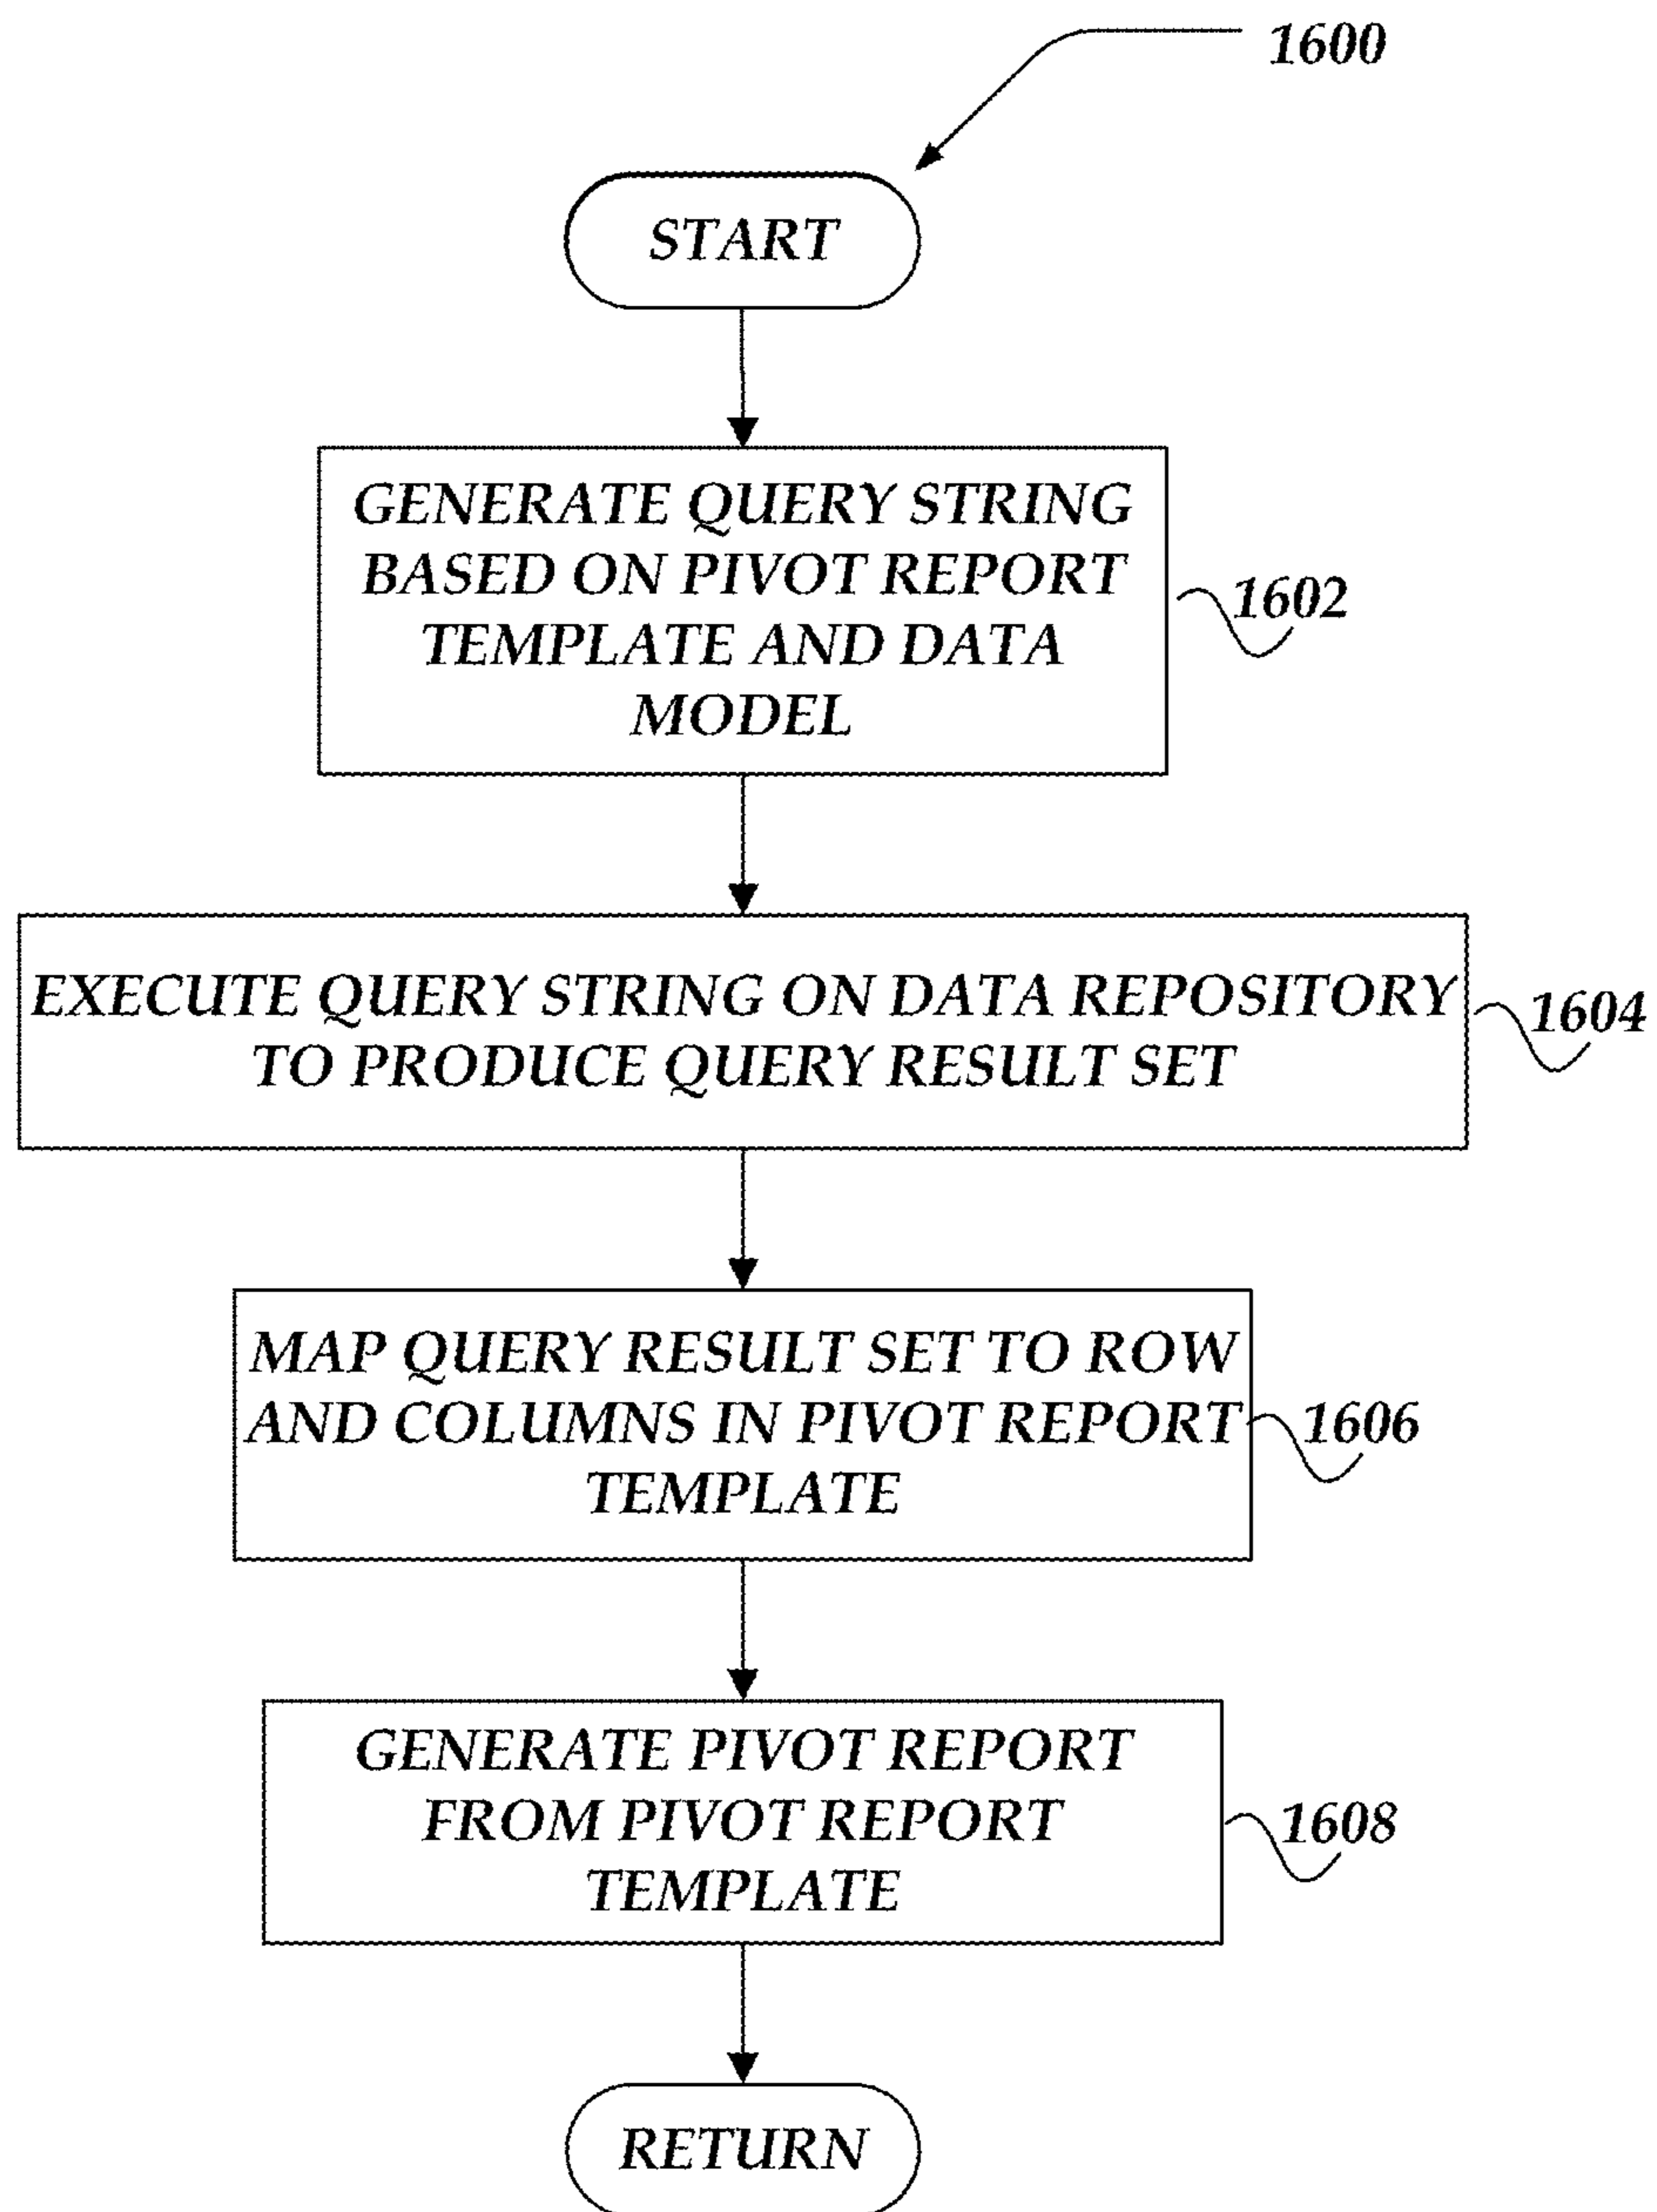 1600
START
GENERATE QUERY STRING
BASED ON PIVOT REPORT
TEMPLATE AND DATA
MODEL
1602
EXECUTE QUERY STRING ON DATA REPOSITORY
TO PRODUCE QUERY RESULT SET
1604
MAP QUERY RESULT SET TO ROW
AND COLUMNS IN PIVOT REPORT
TEMPLATE
1606
GENERATE PIVOT REPORT
FROM PIVOT REPORT
TEMPLATE
1608
RETURN